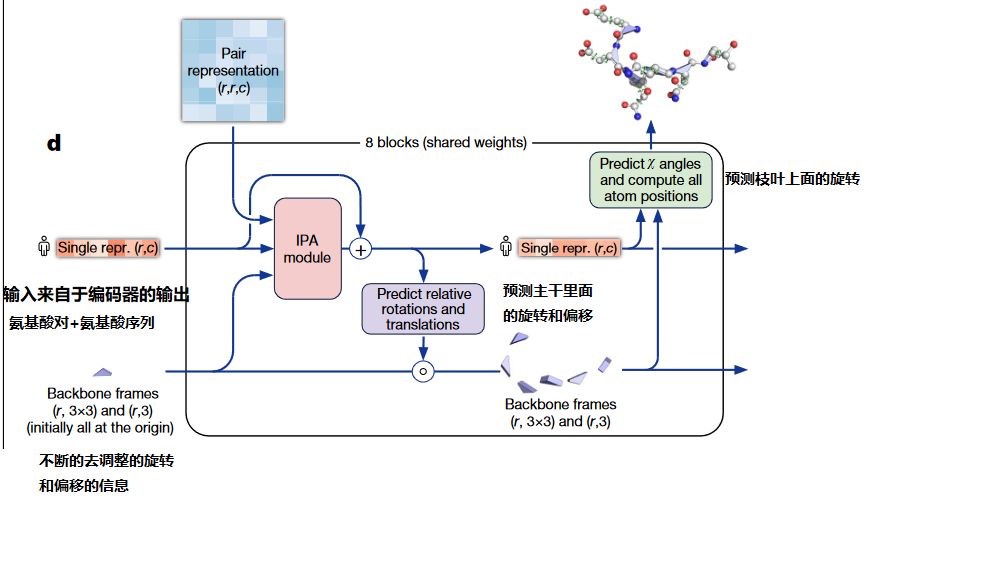 Pair
representation
(r,r,c)
d
8 blocks (shared weights)
Predict χ angles
and compute all
atom positions
预测枝叶上面的旋转
IPA
module
+
Single repr. (r,c)
Single repr. (r,c)
输入来自于编码器的输出
氨基酸对+氨基酸序列
Predict relative
rotations and
translations
预测主干里面
的旋转和偏移
Backbone frames
(r, 3×3) and (r,3)
(initially all at the origin)
Backbone frames
(r, 3×3) and (r,3)
不断的去调整的旋转
和偏移的信息